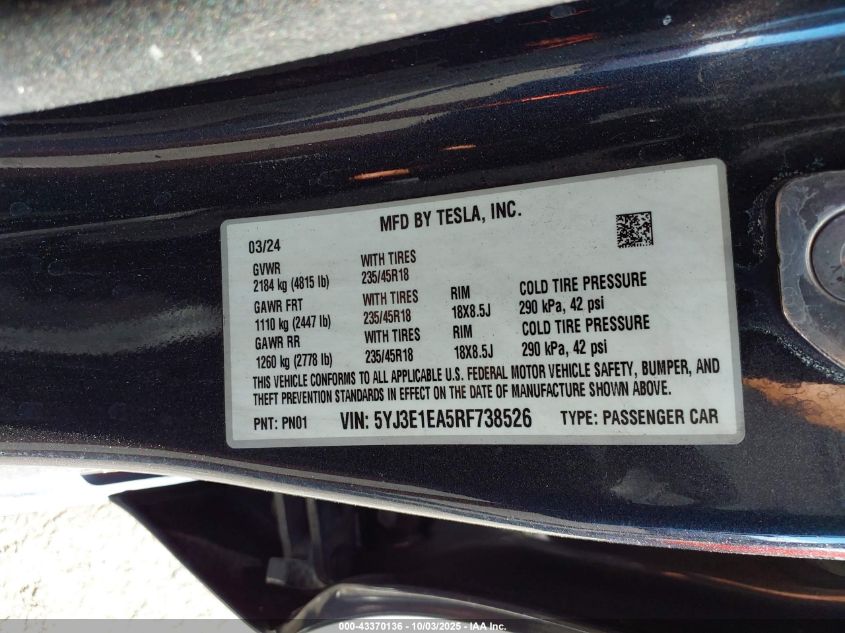 MFD BY TESLA, INC.
03/24
GVWR WITH TIRES
2184 kg (4815 lb) 235/45R18
GAWR FRT WITH TIRES RIM COLD TIRE PRESSURE
1110 kg (2447 lb) 235/45R18 18X8.5J 290 kPa, 42 psi
GAWR RR WITH TIRES RIM COLD TIRE PRESSURE
1260 kg (2778 lb) 235/45R18 18X8.5J 290 kPa, 42 psi
THIS VEHICLE CONFORMS TO ALL APPLICABLE U.S. FEDERAL MOTOR VEHICLE SAFETY, BUMPER, AND
THEFT PREVENTION STANDARDS IN EFFECT ON THE DATE OF MANUFACTURE SHOWN ABOVE.
PNT: PN01 VIN: 5YJ3E1EA5RF738526 TYPE: PASSENGER CAR
000-43370136 - 10/03/2025 - IAA Inc.